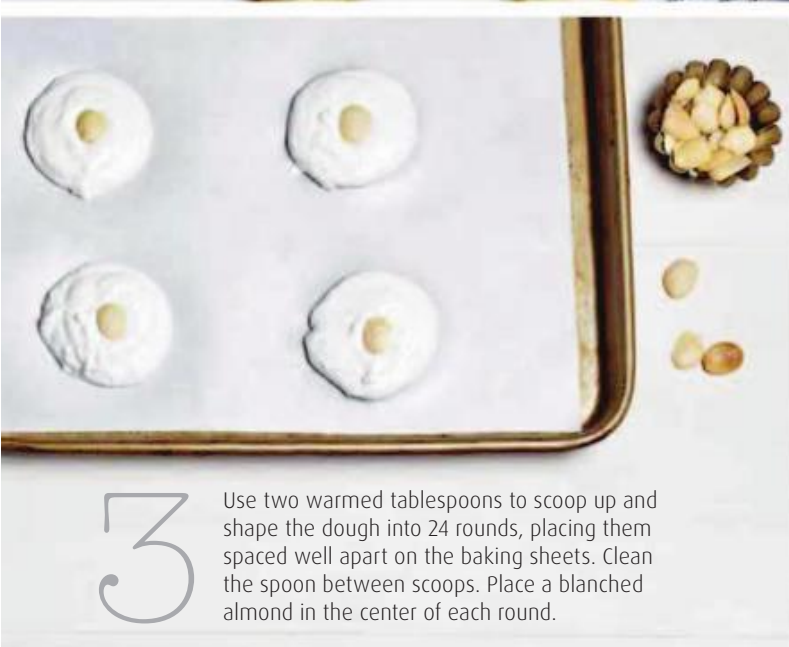 3
Use two warmed tablespoons to scoop up and
shape the dough into 24 rounds, placing them
spaced well apart on the baking sheets. Clean
the spoon between scoops. Place a blanched
almond in the center of each round.